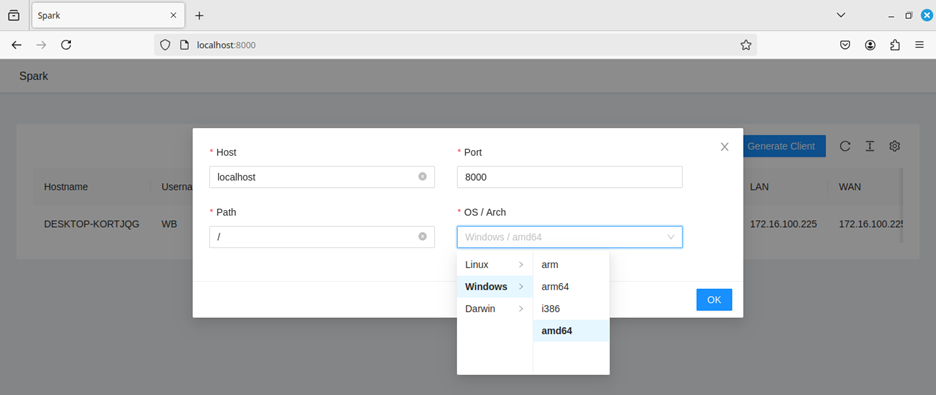 Spark
localhost:8000
Spark
Generate Client
Hostname Userna LAN WAN
DESKTOP-KORTJQG WB 172.16.100.225 172.16.100.225
* Host * Port
localhost 8000
* Path * OS / Arch
/ Windows / amd64
Linux arm
Windows arm64
Darwin i386
amd64
OK